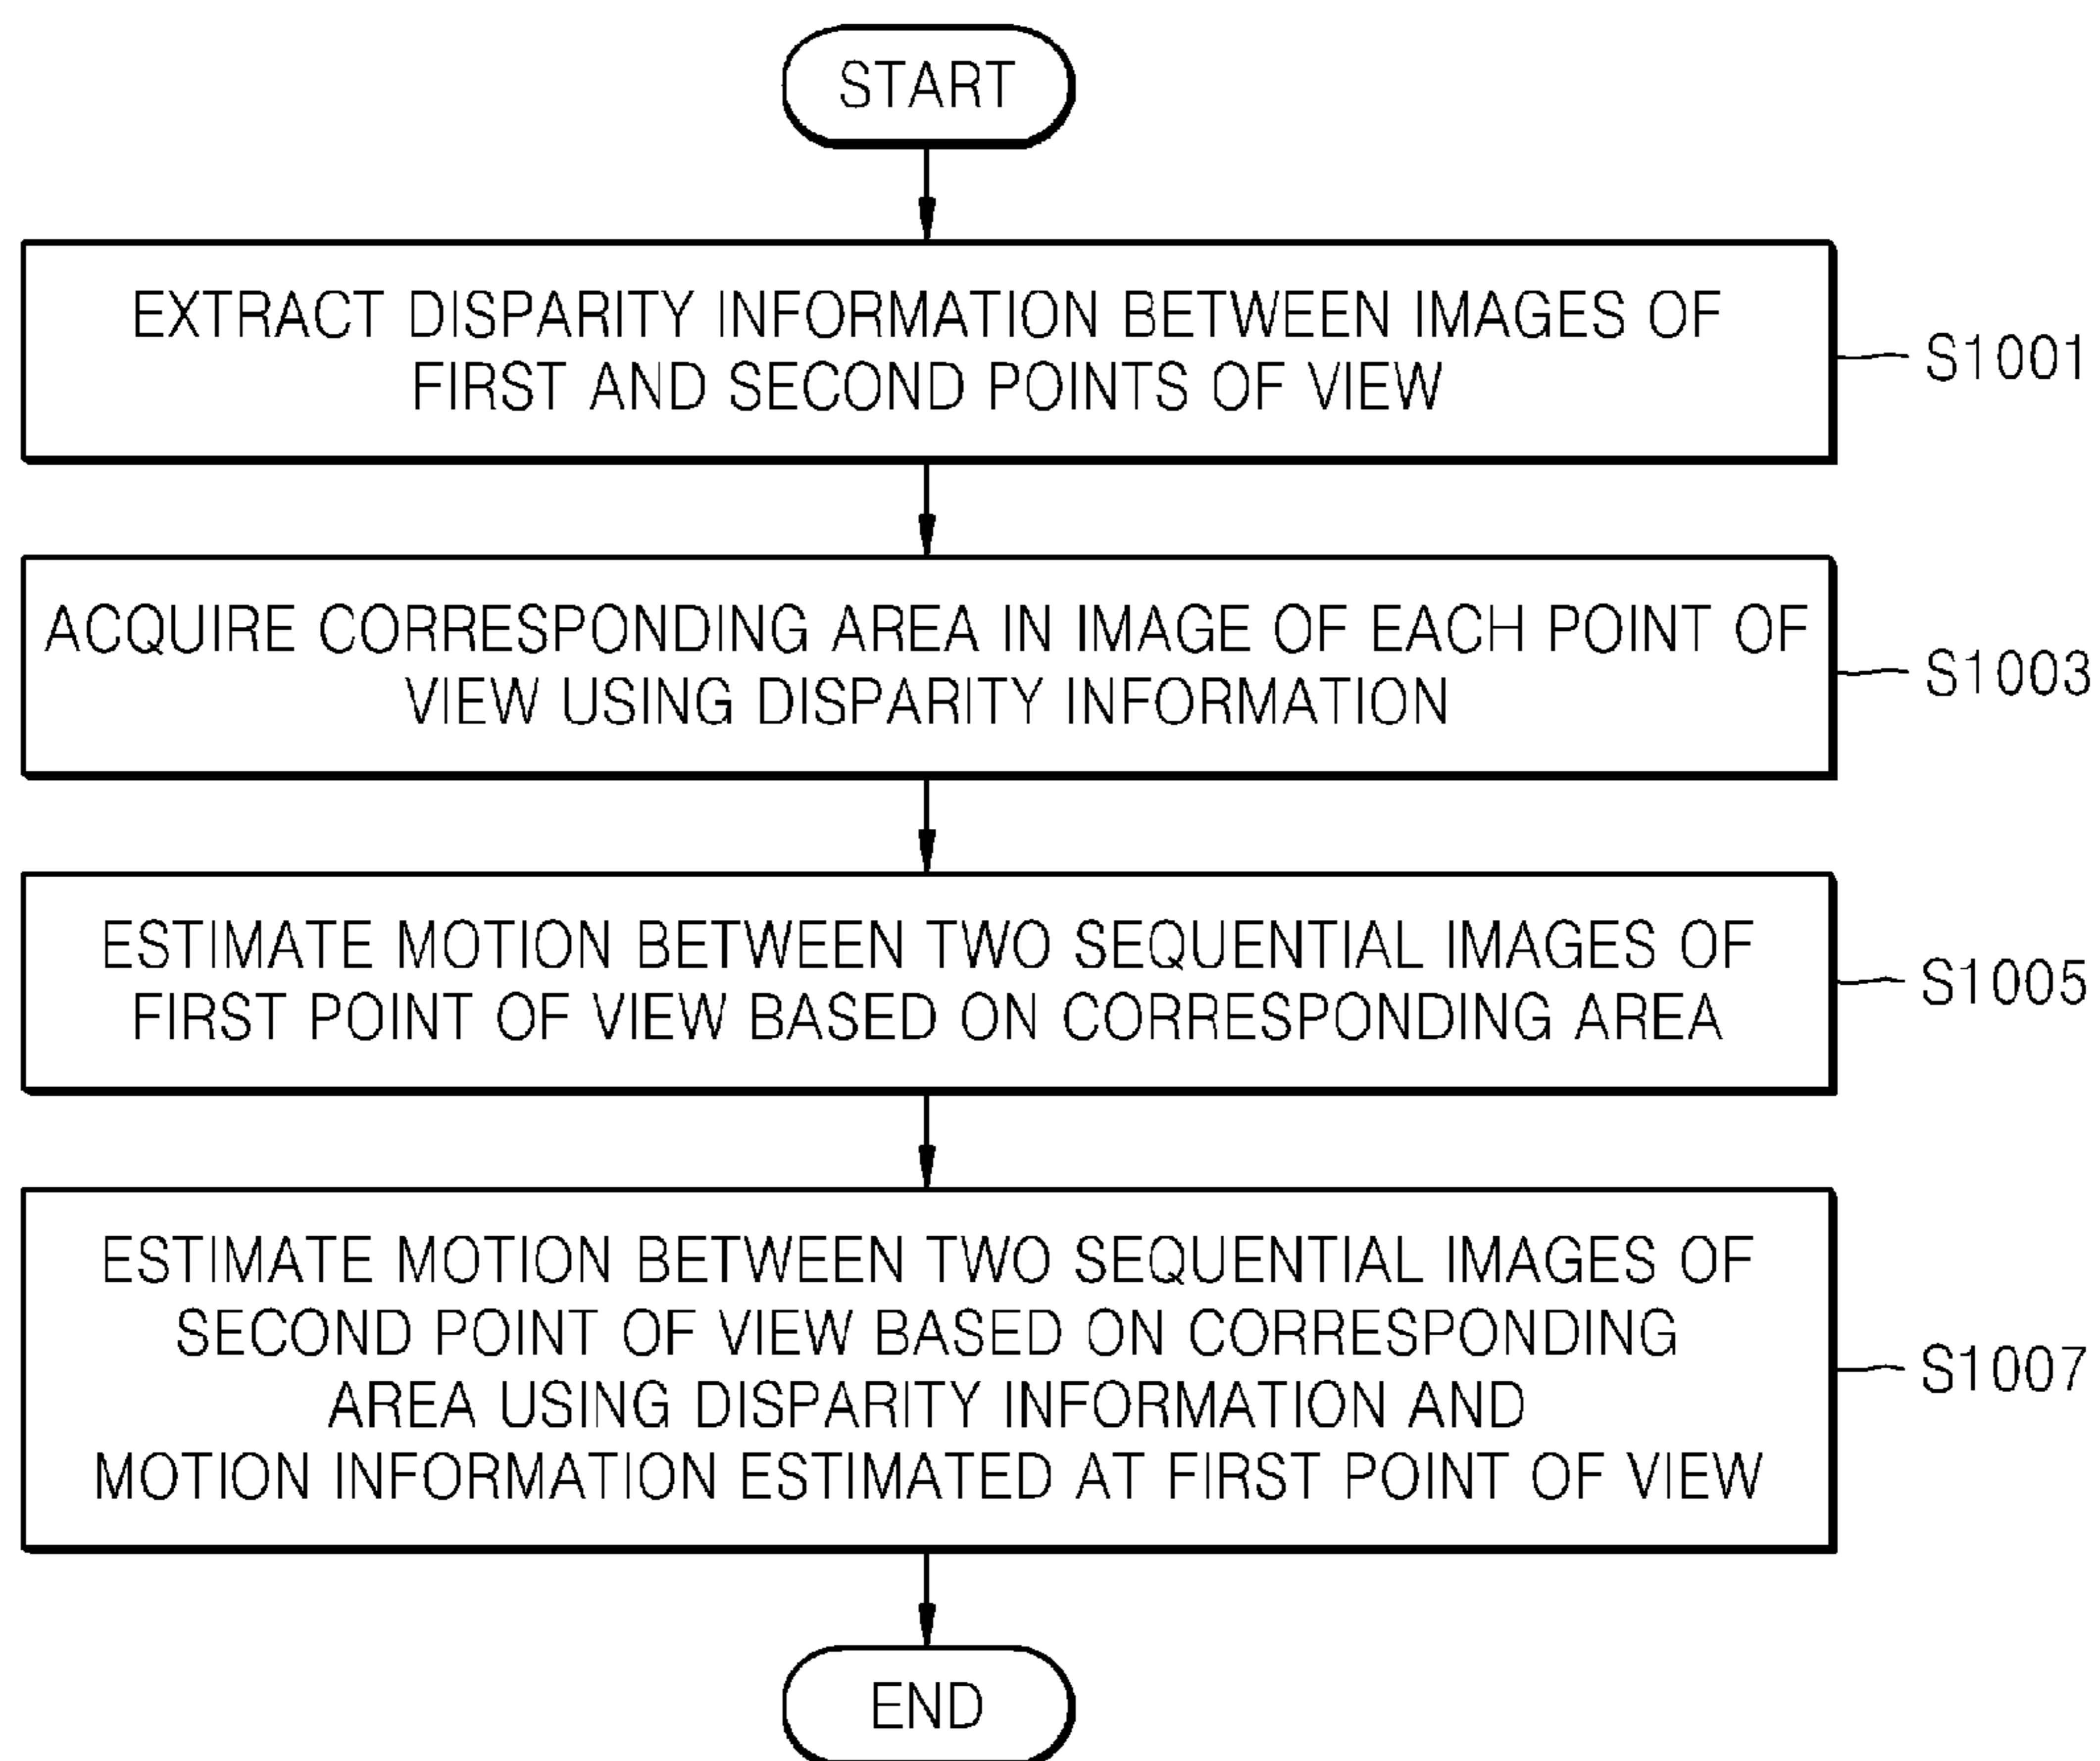 START
EXTRACT DISPARITY INFORMATION BETWEEN IMAGES OF
FIRST AND SECOND POINTS OF VIEW
S1001
ACQUIRE CORRESPONDING AREA IN IMAGE OF EACH POINT OF
VIEW USING DISPARITY INFORMATION
S1003
ESTIMATE MOTION BETWEEN TWO SEQUENTIAL IMAGES OF
FIRST POINT OF VIEW BASED ON CORRESPONDING AREA
S1005
ESTIMATE MOTION BETWEEN TWO SEQUENTIAL IMAGES OF
SECOND POINT OF VIEW BASED ON CORRESPONDING
AREA USING DISPARITY INFORMATION AND
MOTION INFORMATION ESTIMATED AT FIRST POINT OF VIEW
S1007
END